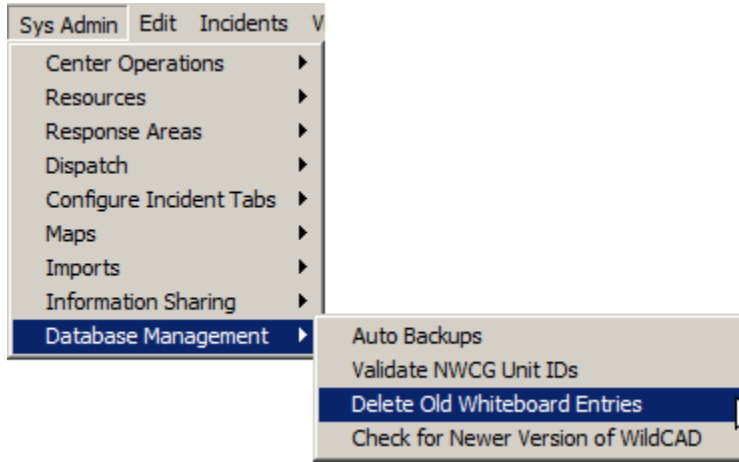 Sys Admin Edit Incidents
Center Operations
Resources
Response Areas
Dispatch
Configure Incident Tabs
Maps
Imports
Information Sharing
Database Management
Auto Backups
Validate NWCG Unit IDs
Delete Old Whiteboard Entries
Check for Newer Version of WildCAD